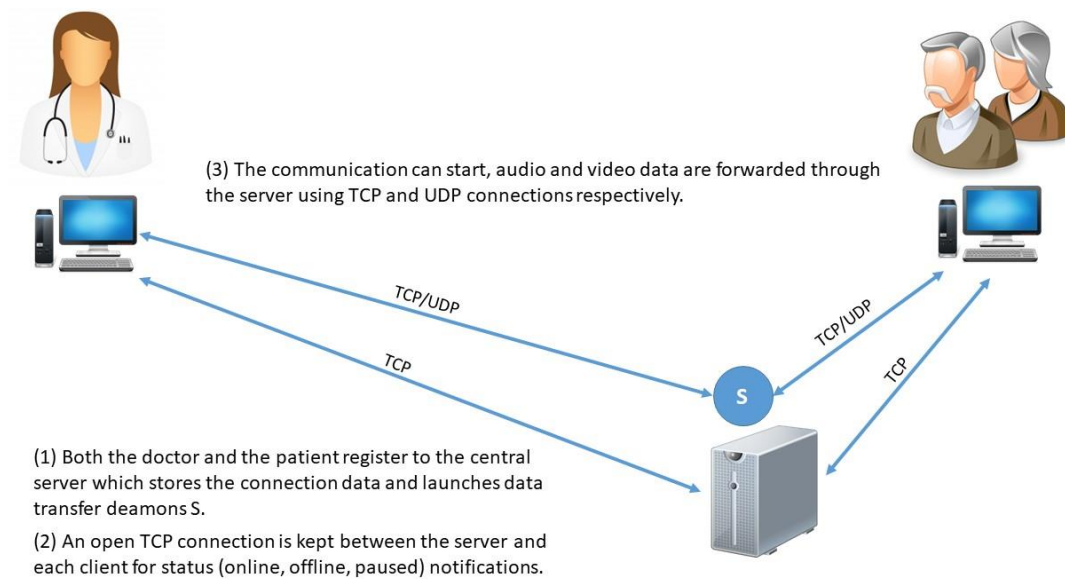 (3) The communication can start, audio and video data are forwarded through
the server using TCP and UDP connections respectively.
TCP/UDP
TCP/UDP
TCP
TCP
S
(1) Both the doctor and the patient register to the central
server which stores the connection data and launches data
transfer deamons S.
(2) An open TCP connection is kept between the server and
each client for status (online, offline, paused) notifications.